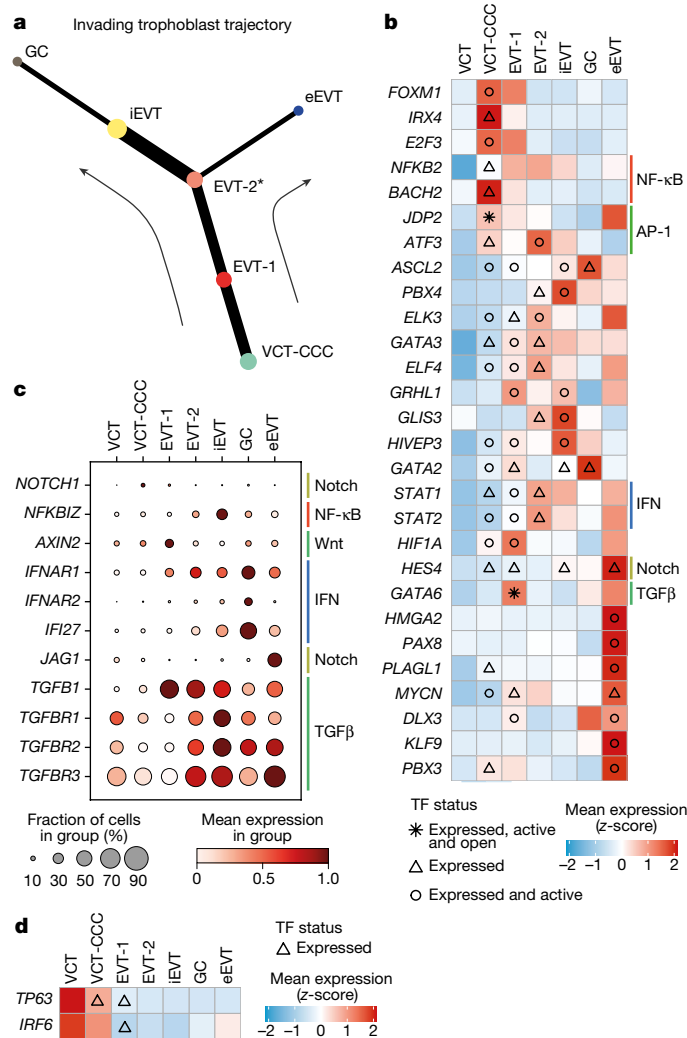 a
Invading trophoblast trajectory
GC
iEVT
eEVT
EVT-2*
EVT-1
VCT-CCC
b
VCT
VCT-CCC
EVT-1
EVT-2
iEVT
GC
eEVT
FOXM1
IRX4
E2F3
NFKB2
BACH2
NF-κB
JDP2
ATF3
AP-1
ASCL2
PBX4
ELK3
GATA3
ELF4
GRHL1
GLIS3
HIVEP3
GATA2
STAT1
STAT2
IFN
HIF1A
HES4
Notch
GATA6
TGFβ
HMGA2
PAX8
PLAGL1
MYCN
DLX3
KLF9
PBX3
TF status
Expressed, active
and open
Expressed
Expressed and active
Mean expression
(z-score)
−2 −1 0 1 2
c
VCT
VCT-CCC
EVT-1
EVT-2
iEVT
GC
eEVT
NOTCH1 Notch
NFKBIZ NF-κB
AXIN2 Wnt
IFNAR1
IFNAR2 IFN
IFI27
JAG1 Notch
TGFB1
TGFBR1
TGFBR2
TGFβ
TGFBR3
Fraction of cells
in group (%)
10 30 50 70 90
Mean expression
in group
0 0.5 1.0
d
VCT
VCT-CCC
EVT-1
EVT-2
iEVT
GC
eEVT
TP63
IRF6
TF status
Expressed
Mean expression
(z-score)
−2 −1 0 1 2